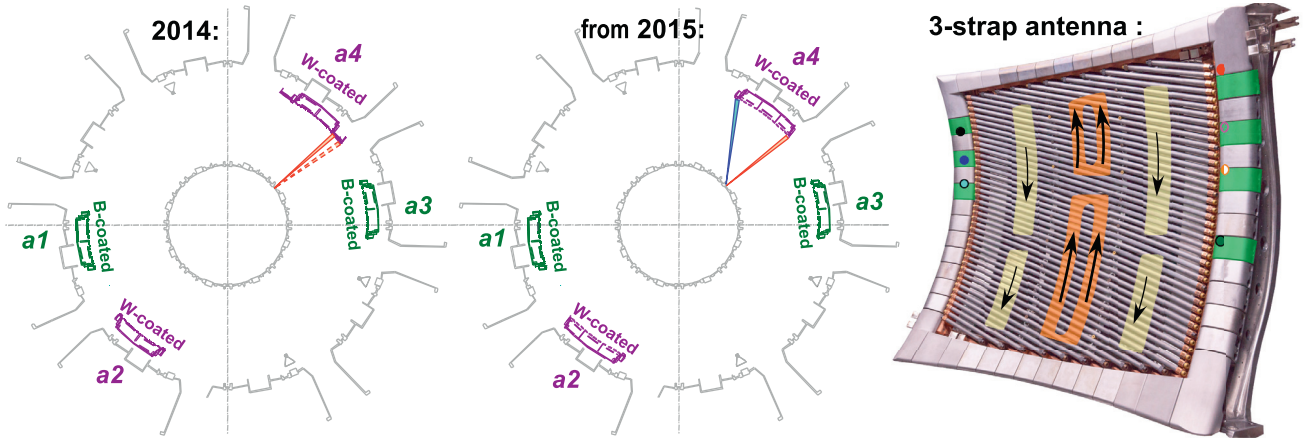 2014:
a4
W-coated
B-coated
a3
B-coated
a1
W-coated
a2
from 2015:
a4
W-coated
B-coated
a3
B-coated
a1
W-coated
a2
3-strap antenna :